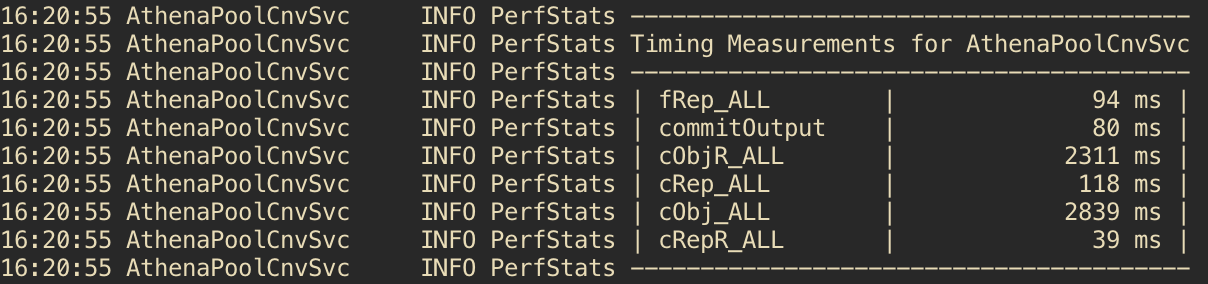 16:20:55 AthenaPoolCnvSvc     INFO PerfStats ----------------------------------------
16:20:55 AthenaPoolCnvSvc     INFO PerfStats Timing Measurements for AthenaPoolCnvSvc
16:20:55 AthenaPoolCnvSvc     INFO PerfStats ----------------------------------------
16:20:55 AthenaPoolCnvSvc     INFO PerfStats | fRep_ALL        |              94 ms |
16:20:55 AthenaPoolCnvSvc     INFO PerfStats | commitOutput    |              80 ms |
16:20:55 AthenaPoolCnvSvc     INFO PerfStats | cObjR_ALL       |            2311 ms |
16:20:55 AthenaPoolCnvSvc     INFO PerfStats | cRep_ALL        |             118 ms |
16:20:55 AthenaPoolCnvSvc     INFO PerfStats | cObj_ALL        |            2839 ms |
16:20:55 AthenaPoolCnvSvc     INFO PerfStats | cRepR_ALL       |              39 ms |
16:20:55 AthenaPoolCnvSvc     INFO PerfStats ----------------------------------------